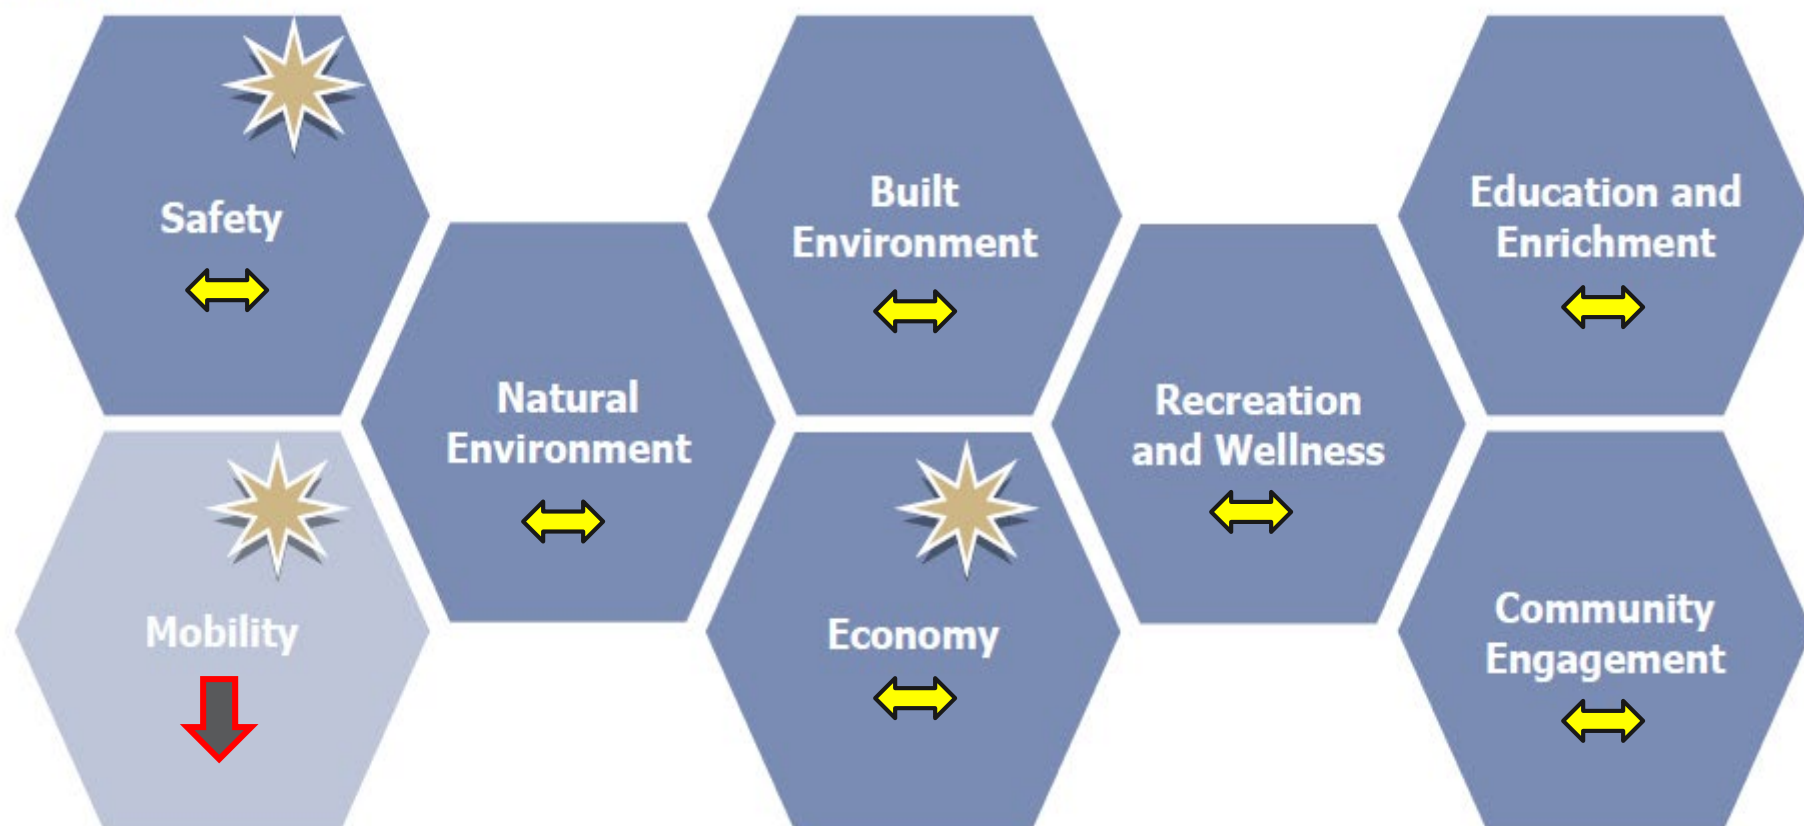 Safety
Built
Environment
Education and
Enrichment
Natural
Environment
Recreation
and Wellness
Mobility
Economy
Community
Engagement